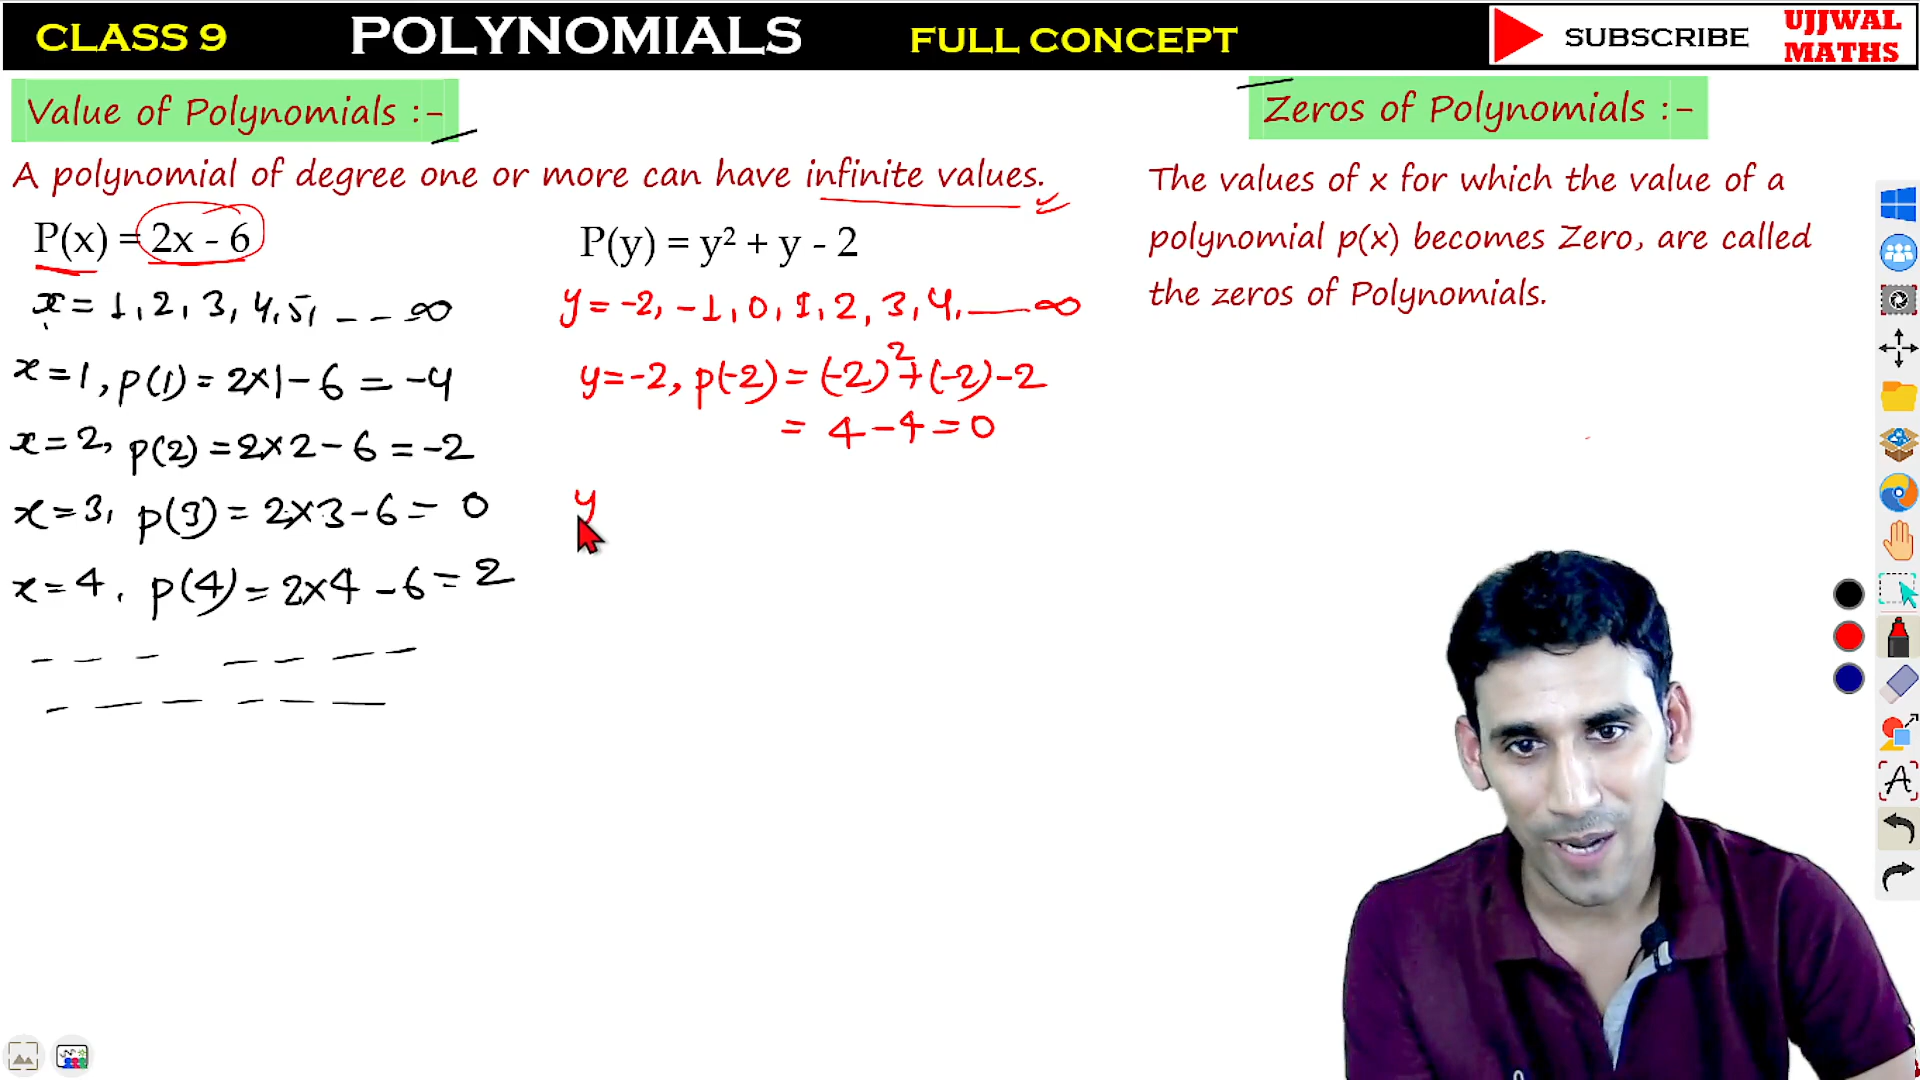 CLASS 9
POLYNOMIALS
FULL CONCEPT
SUBSCRIBE
UJJWAL
MATHS
Value of Polynomials :-
A polynomial of degree one or more can have infinite values.
P(x) = 2x - 6
x = 1, 2, 3, 4, 5, _ _ _ ∞
x = 1, p(1) = 2×1 - 6 = -4
x = 2, p(2) = 2×2 - 6 = -2
x = 3, p(3) = 2×3 - 6 = 0
x = 4, p(4) = 2×4 - 6 = 2
P(y) = y² + y - 2
y = -2, -1, 0, 1, 2, 3, 4, __ ∞
y = -2, p(-2) = (-2)² + (-2) - 2
= 4 - 4 = 0
y
Zeros of Polynomials :-
The values of x for which the value of a
polynomial p(x) becomes Zero, are called
the zeros of Polynomials.